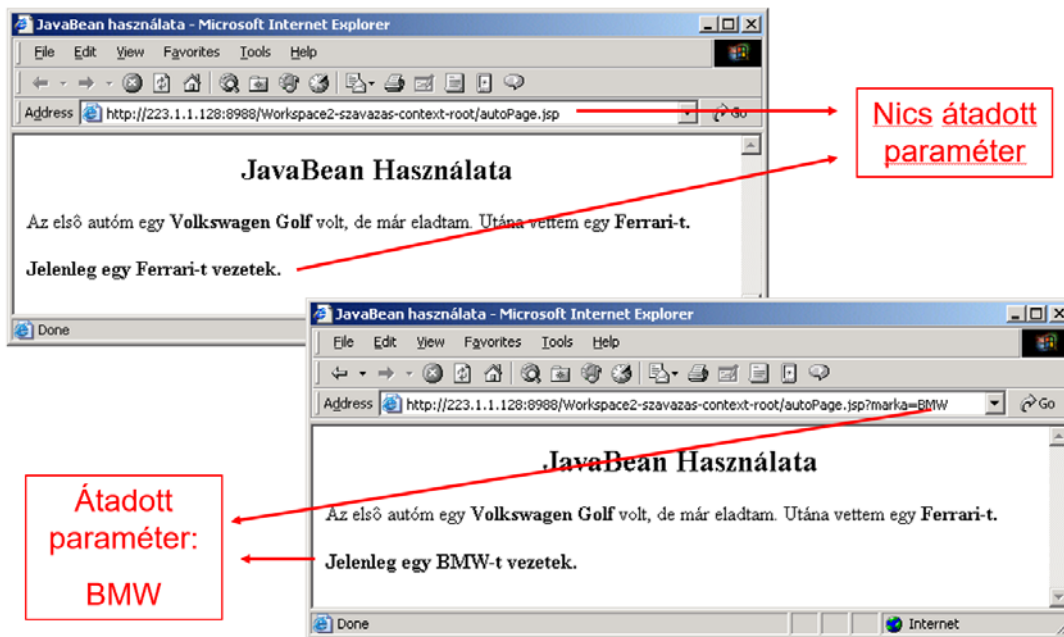 JavaBean használata - Microsoft Internet Explorer
File Edit View Favorites Tools Help
Address http://223.1.1.128:8988/Workspace2-szavazas-context-root/autoPage.jsp Go
JavaBean Használata
Az elsô autóm egy Volkswagen Golf volt, de már eladtam. Utána vettem egy Ferrari-t.
Jelenleg egy Ferrari-t vezetek.
Done
Nics átadott
paraméter
JavaBean használata - Microsoft Internet Explorer
File Edit View Favorites Tools Help
Address http://223.1.1.128:8988/Workspace2-szavazas-context-root/autoPage.jsp?marka=BMW Go
JavaBean Használata
Az elsô autóm egy Volkswagen Golf volt, de már eladtam. Utána vettem egy Ferrari-t.
Jelenleg egy BMW-t vezetek.
Done Internet
Átadott
paraméter:
BMW